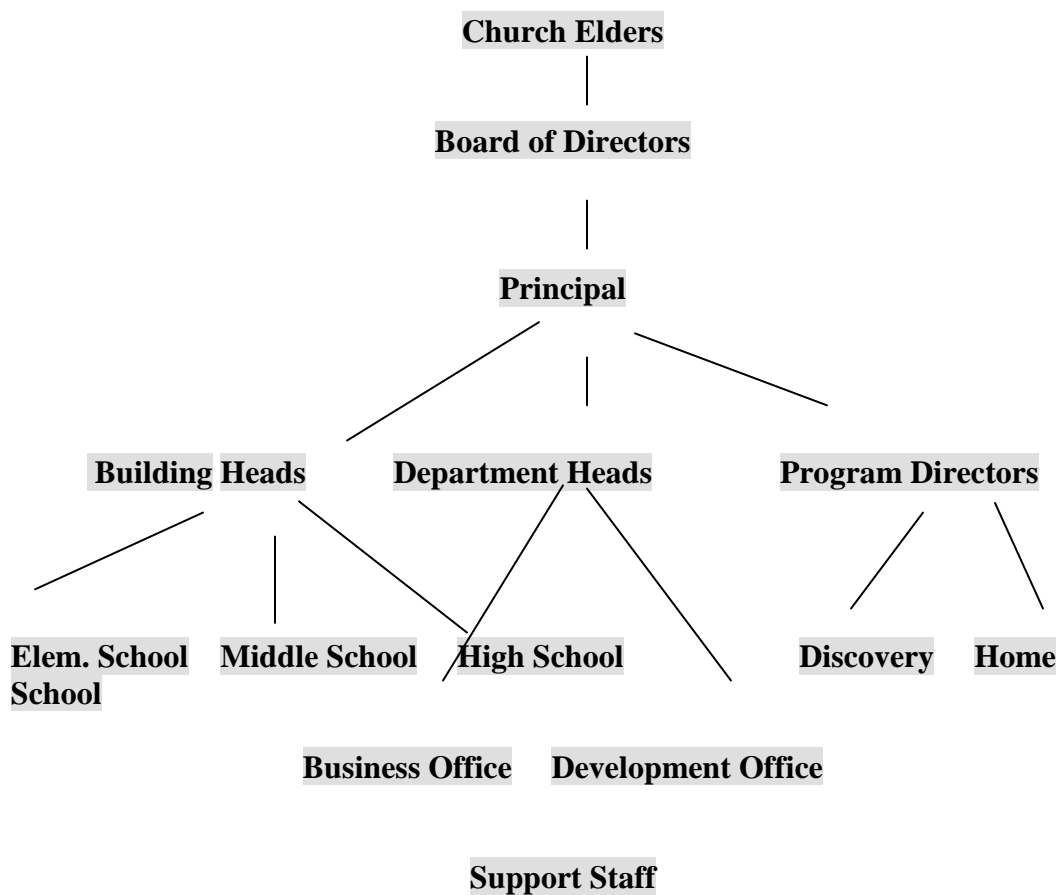 Church Elders
Board of Directors
Principal
Building Heads Department Heads Program Directors
Elem. School Middle School High School Discovery Home
School
Business Office Development Office
Support Staff